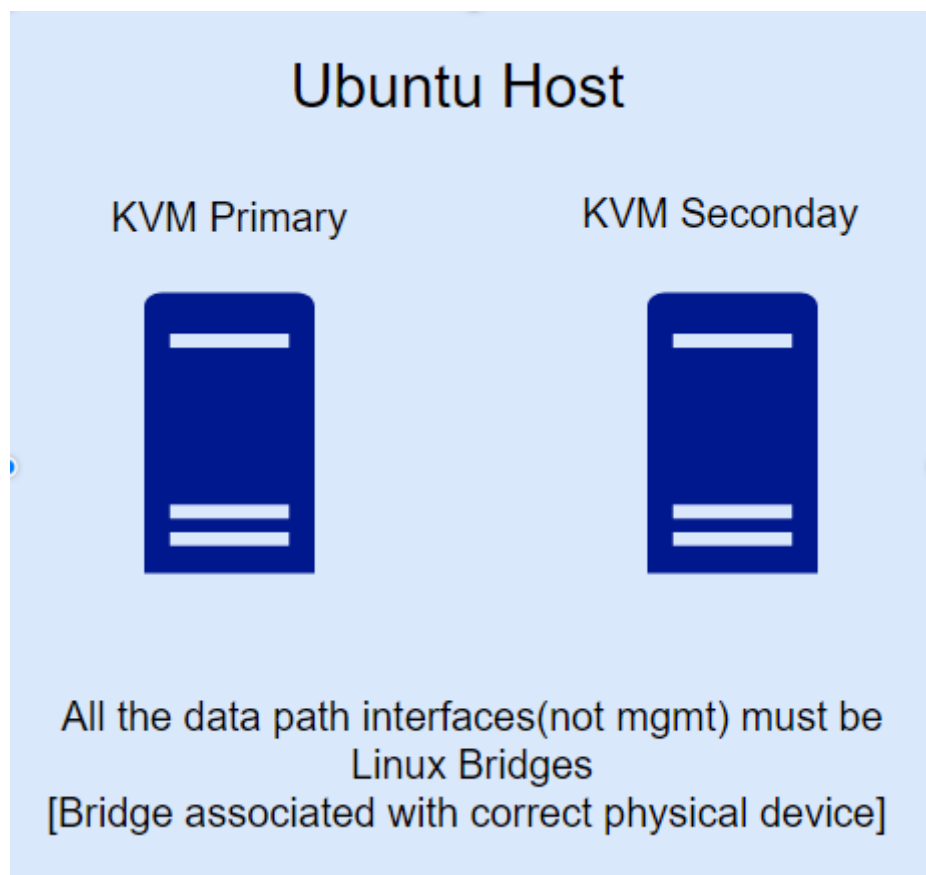 Ubuntu Host
KVM Primary
KVM Seconday
All the data path interfaces(not mgmt) must be
Linux Bridges
[Bridge associated with correct physical device]